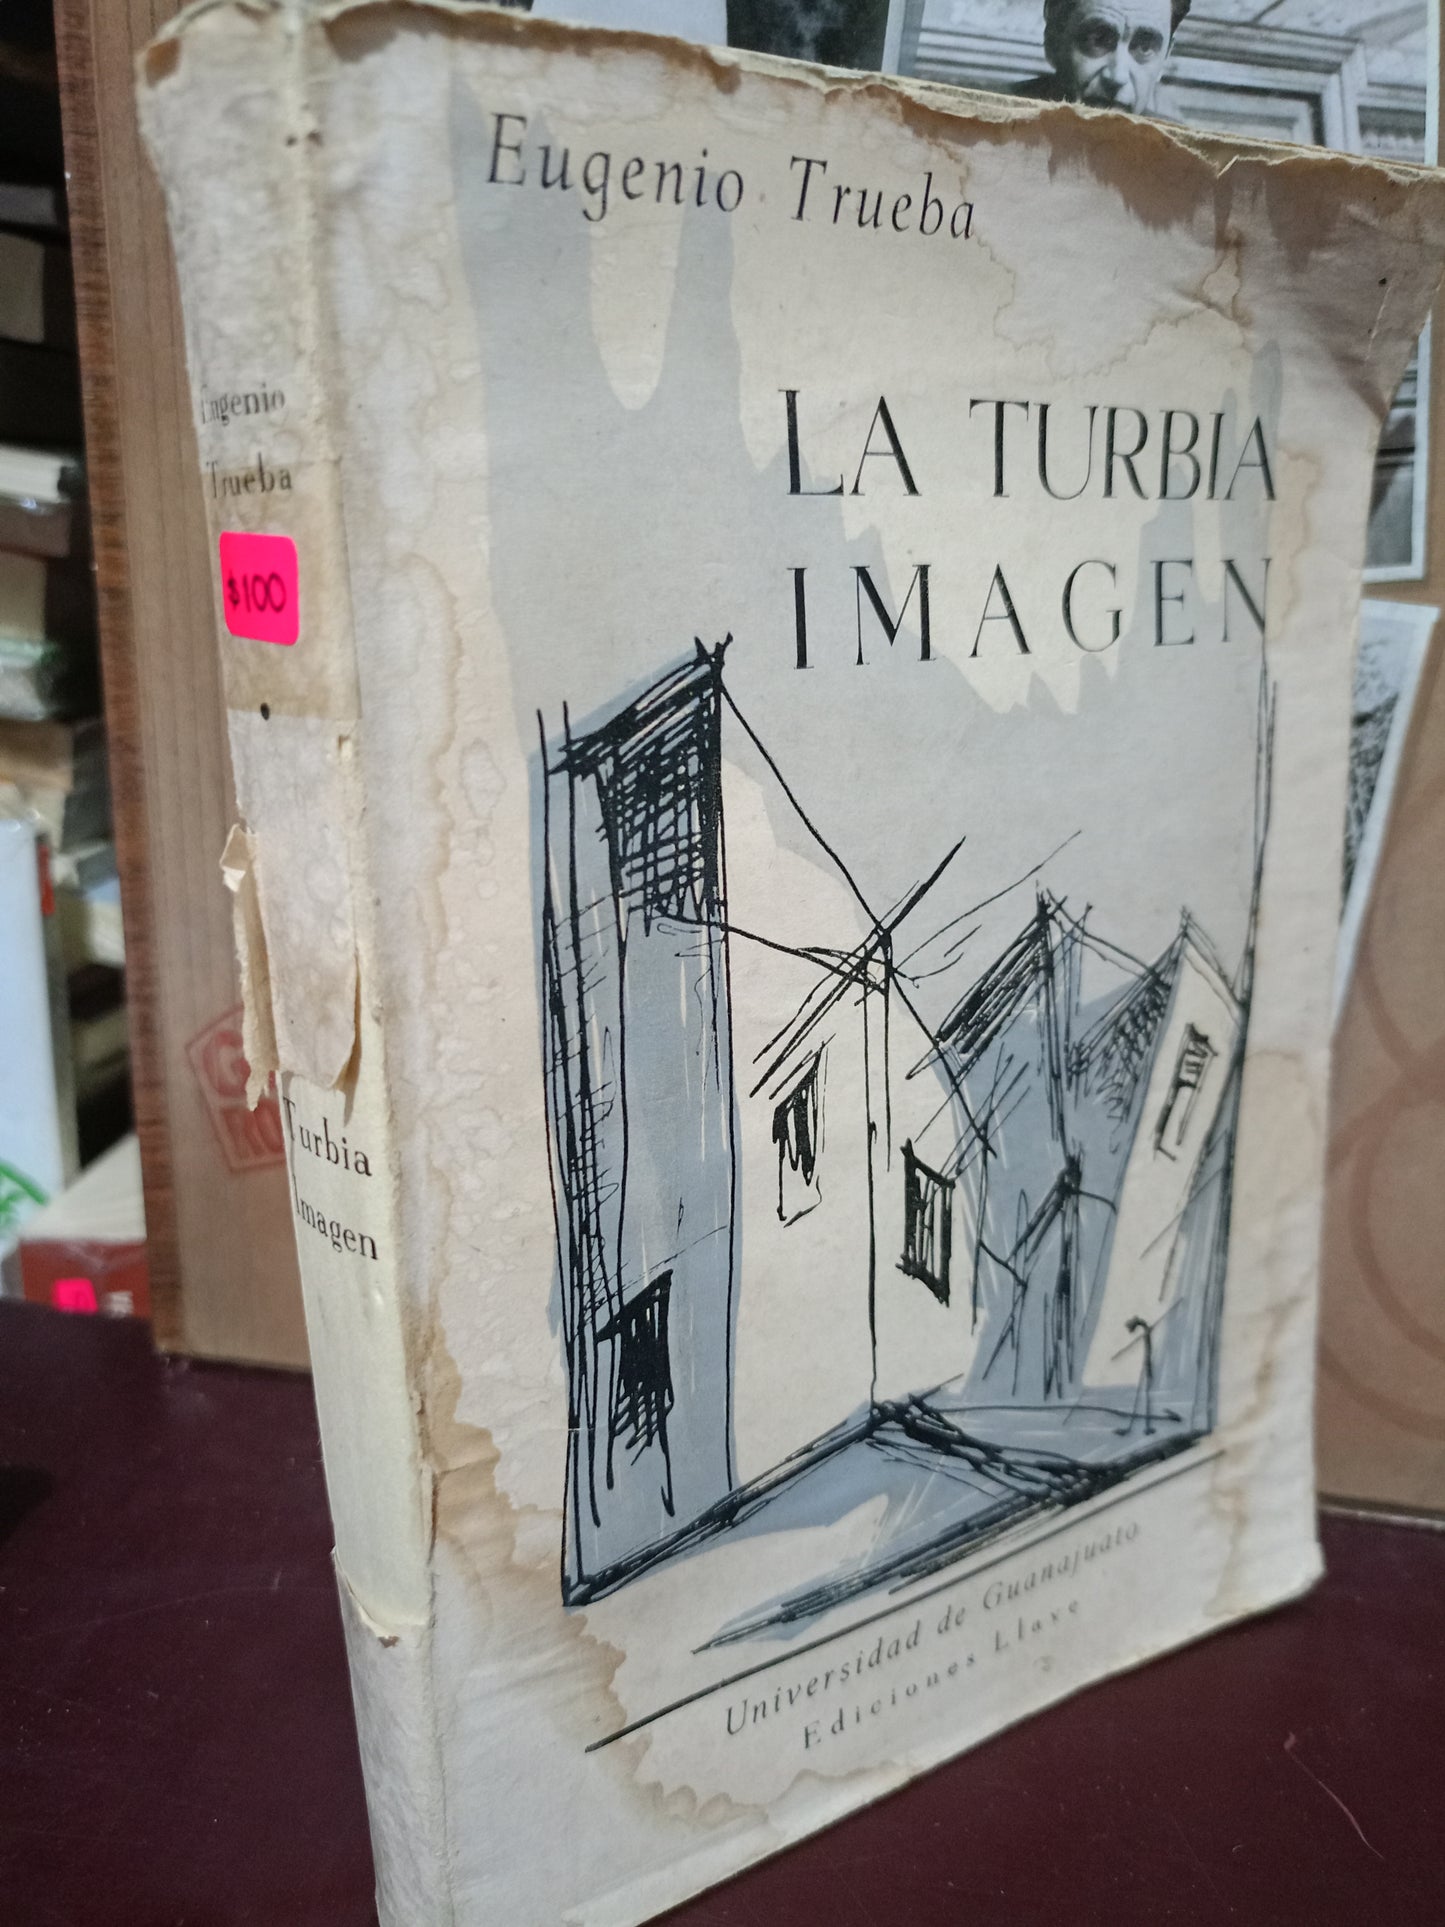 Eugenio Trueba
LA TURBIA
IMAGEN
Universidad de Guanajuato
Ediciones Llave
Eugenio
Trueba
$100
Turbia
Imagen